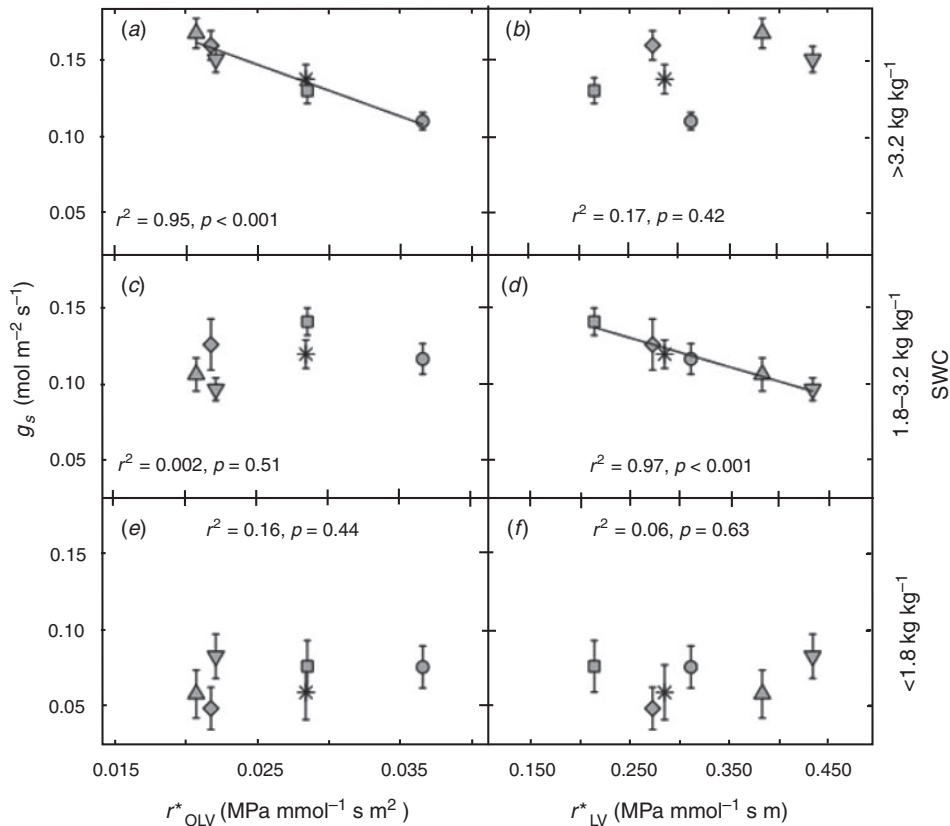 (a)
(b)
0.15
0.10
0.05
r² = 0.95, p < 0.001
r² = 0.17, p = 0.42
>3.2 kg kg⁻¹
(c)
(d)
0.15
0.10
0.05
r² = 0.002, p = 0.51
r² = 0.97, p < 0.001
gₛ (mol m⁻² s⁻¹)
1.8–3.2 kg kg⁻¹
SWC
(e)
(f)
r² = 0.16, p = 0.44
r² = 0.06, p = 0.63
0.15
0.10
0.05
<1.8 kg kg⁻¹
0.015 0.025 0.035
0.150 0.250 0.350 0.450
r*OLV (MPa mmol⁻¹ s m²)
r*LV (MPa mmol⁻¹ s m)